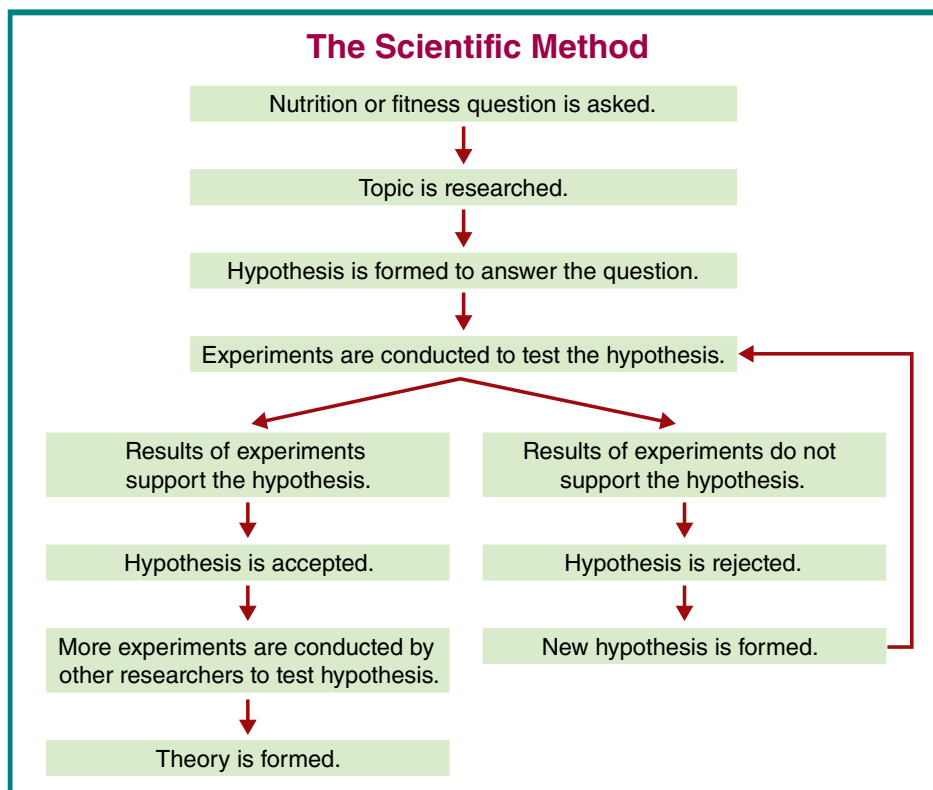 The Scientific Method
Nutrition or fitness question is asked.
Topic is researched.
Hypothesis is formed to answer the question.
Experiments are conducted to test the hypothesis.
Results of experiments
support the hypothesis.
Hypothesis is accepted.
More experiments are conducted by
other researchers to test hypothesis.
Theory is formed.
Results of experiments do not
support the hypothesis.
Hypothesis is rejected.
New hypothesis is formed.